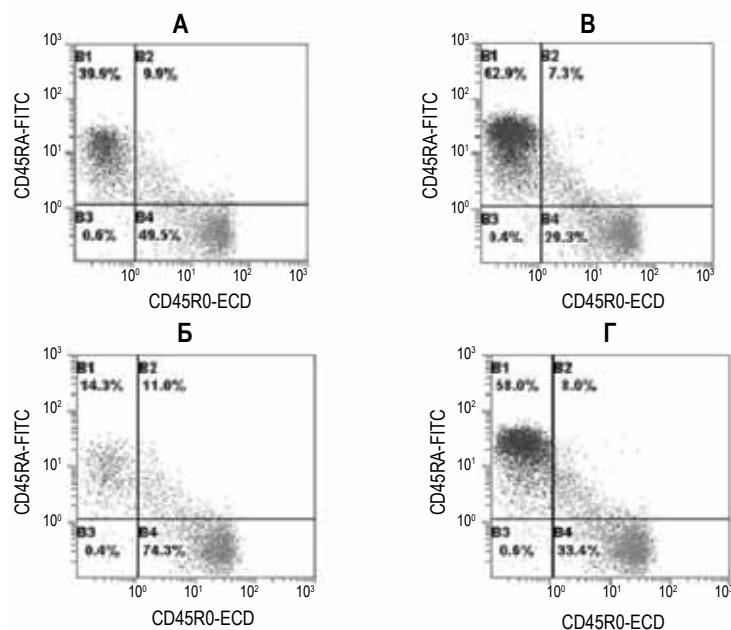 А
10³
B1 B2
39.9% 9.9%
10²
10¹
10⁰
B3 B4
0.6% 49.5%
10⁰ 10¹ 10² 10³
CD45RA-FITC
CD45R0-ECD
В
10³
B1 B2
62.9% 7.3%
10²
10¹
10⁰
B3 B4
0.4% 29.3%
10⁰ 10¹ 10² 10³
CD45RA-FITC
CD45R0-ECD
Б
10³
B1 B2
14.3% 11.0%
10²
10¹
10⁰
B3 B4
0.4% 74.3%
10⁰ 10¹ 10² 10³
CD45RA-FITC
CD45R0-ECD
Г
10³
B1 B2
58.0% 8.0%
10²
10¹
10⁰
B3 B4
0.6% 33.4%
10⁰ 10¹ 10² 10³
CD45RA-FITC
CD45R0-ECD